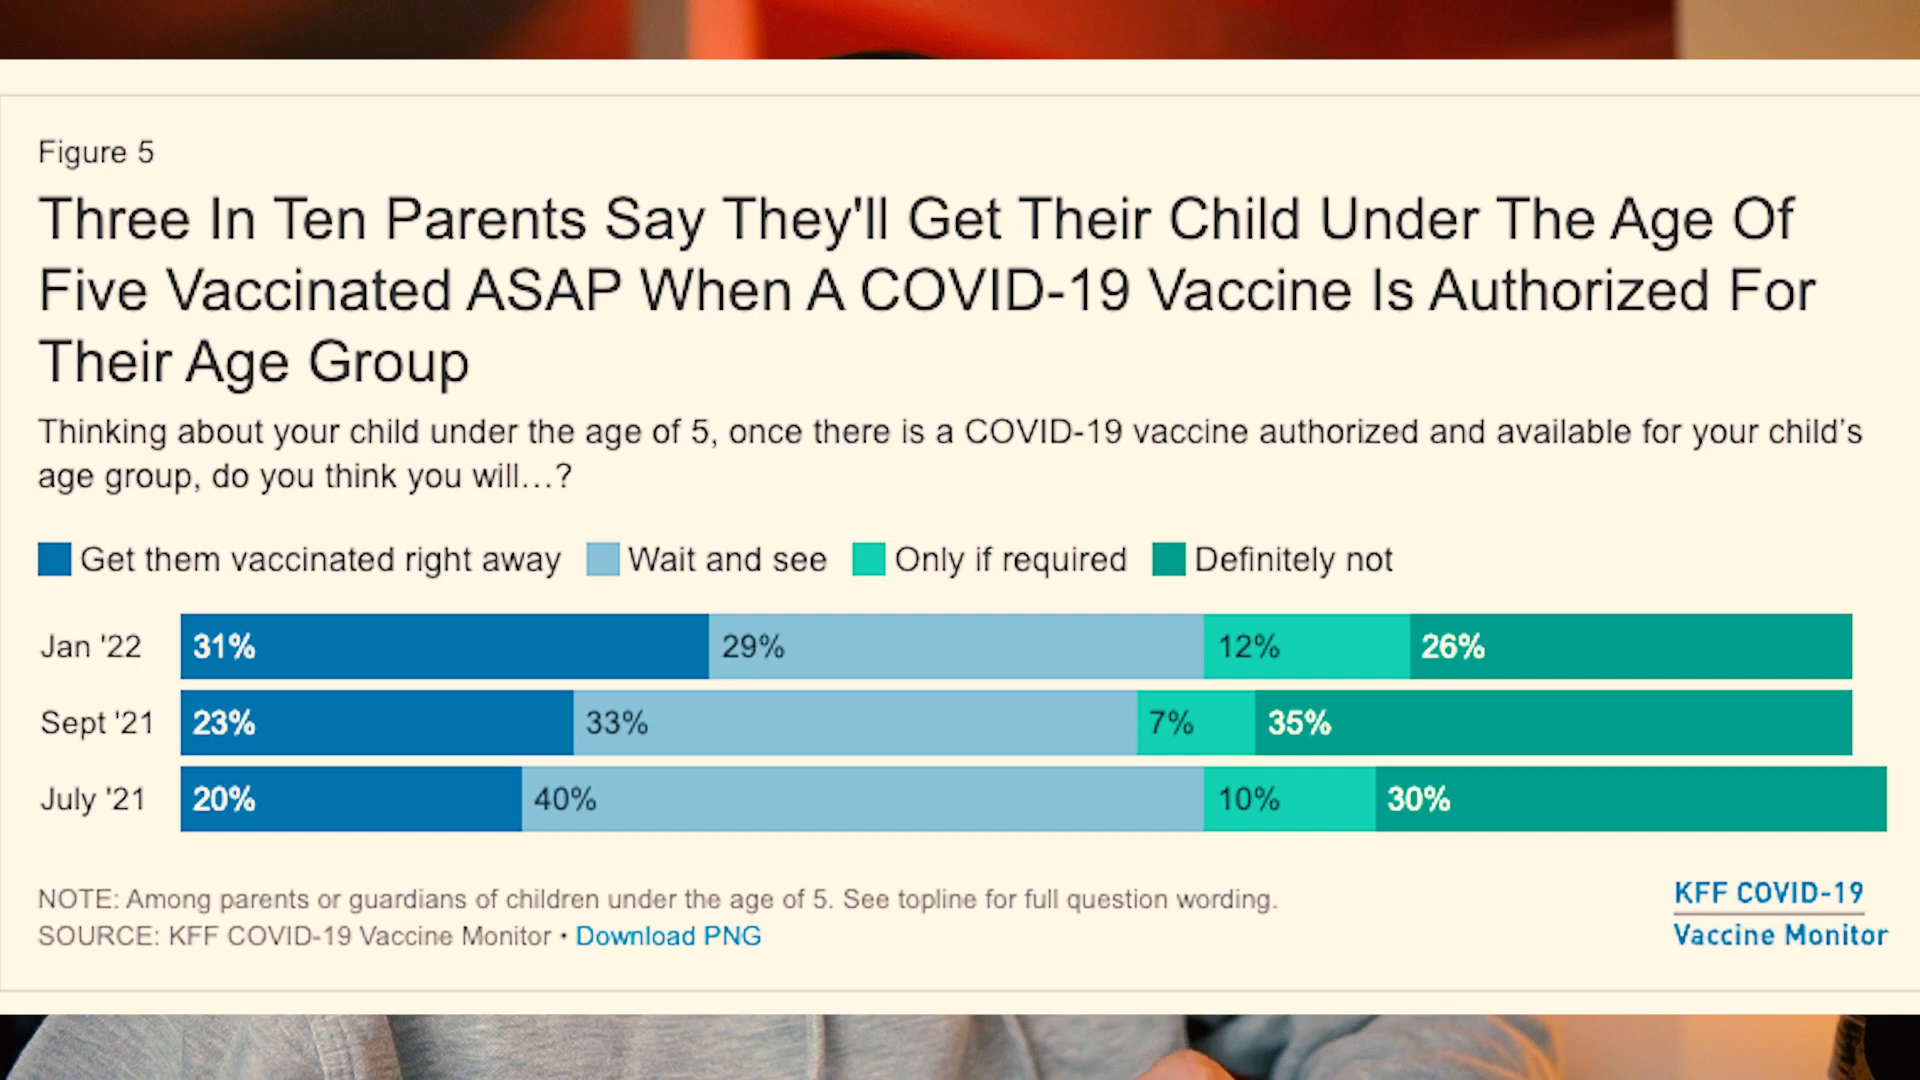 Figure 5
Three In Ten Parents Say They'll Get Their Child Under The Age Of
Five Vaccinated ASAP When A COVID-19 Vaccine Is Authorized For
Their Age Group
Thinking about your child under the age of 5, once there is a COVID-19 vaccine authorized and available for your child’s
age group, do you think you will…?
Get them vaccinated right away Wait and see Only if required Definitely not
Jan '22 31% 29% 12% 26%
Sept '21 23% 33% 7% 35%
July '21 20% 40% 10% 30%
NOTE: Among parents or guardians of children under the age of 5. See topline for full question wording.
SOURCE: KFF COVID-19 Vaccine Monitor • Download PNG
KFF COVID-19
Vaccine Monitor